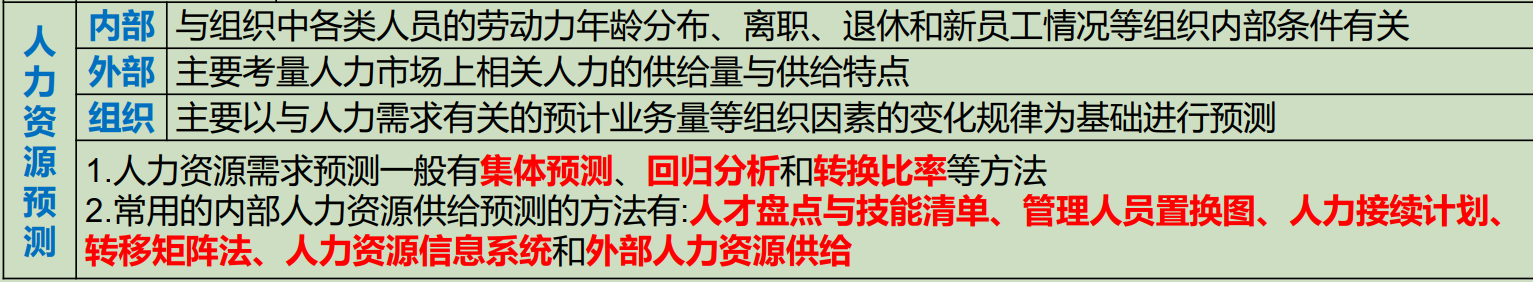 人力资源预测
内部 与组织中各类人员的劳动力年龄分布、离职、退休和新员工情况等组织内部条件有关
外部 主要考量人力市场上相关人力的供给量与供给特点
组织 主要以与人力需求有关的预计业务量等组织因素的变化规律为基础进行预测
1.人力资源需求预测一般有集体预测、回归分析和转换比率等方法
2.常用的内部人力资源供给预测的方法有:人才盘点与技能清单、管理人员置换图、人力接续计划、
转移矩阵法、人力资源信息系统和外部人力资源供给